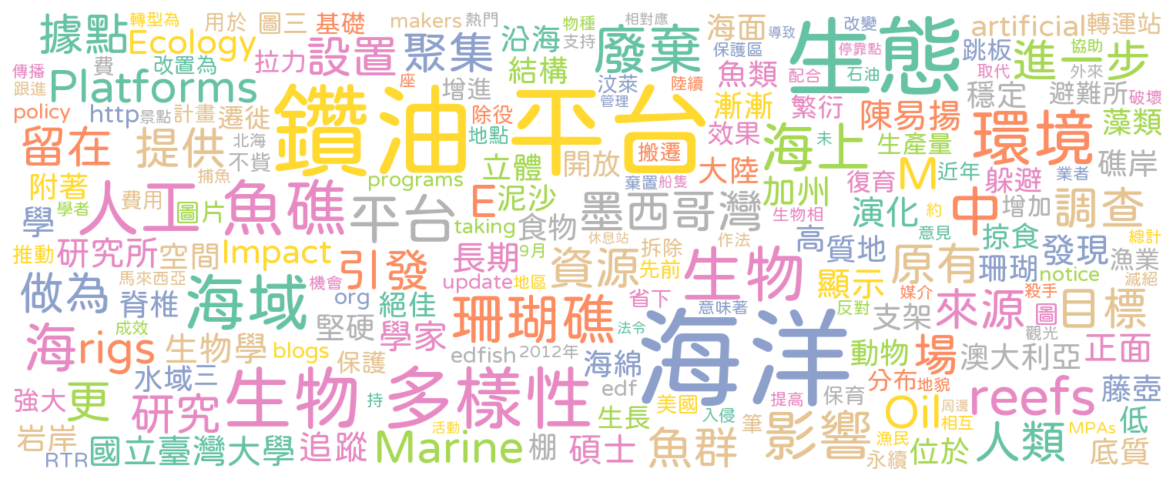 轉型為 用於 圖三 基礎 makers 熱門 物種 相對應 導致 改變 artificial 轉運站
據點 Ecology 拉力 設置 聚集 沿海 支持 廢棄 海面 保護區 生態 停靠點 跳板 進一步 協助
傳播 費 改置為 結構 魚類 配合 石油 取代 外來
跟進 Platforms 增進 座 汶萊 陸續 穩定 避難所 破壞
policy http 景點 計畫 遷徙 鑽油平台 除役 管理 漸漸 繁衍 陳易揚 藻類
留在 提供 北海 不貲 地點 效果 海上 未 生產量 環境
捕魚 立體 開放 搬遷 大陸 礁岸
附著 費用 人工魚礁 programs 棄置 船隻 加州 復育 M 近年 業者 躲避
學 學者 圖片 平台 E 泥沙 墨西哥灣 生物相 演化 中 增加 調查
taking 食物 約 意見 掠食
推動 研究所 空間 Impact 引發 長期 9月 休息站 拆除 作法 高 質地 原有 發現 總計
馬來西亞 機會 資源 先前 生物 顯示 珊瑚 漁業
做為 脊椎 海域 org 絕佳 update 地區 省下 意味著 媒介 殺手 notice 滅絕
成效 堅硬 學家 珊瑚礁 法令 海洋 反對 支架 來源 圖 觀光 目標
海 rigs 生物學 blogs 保護 edfish 2012年 海綿 動物 場 澳大利亞 正面
水域三 edf 分布 地貌
強大 更 研究 生物多樣性 持 生長 美國 提高 保育 reefs 藤壺
活動 入侵 筆 影響 Oil 周邊 相互 MPAs 低
岩岸 RTR 國立臺灣大學 追蹤 Marine 棚 碩士 魚群 漁民 永續 位於 人類 底質